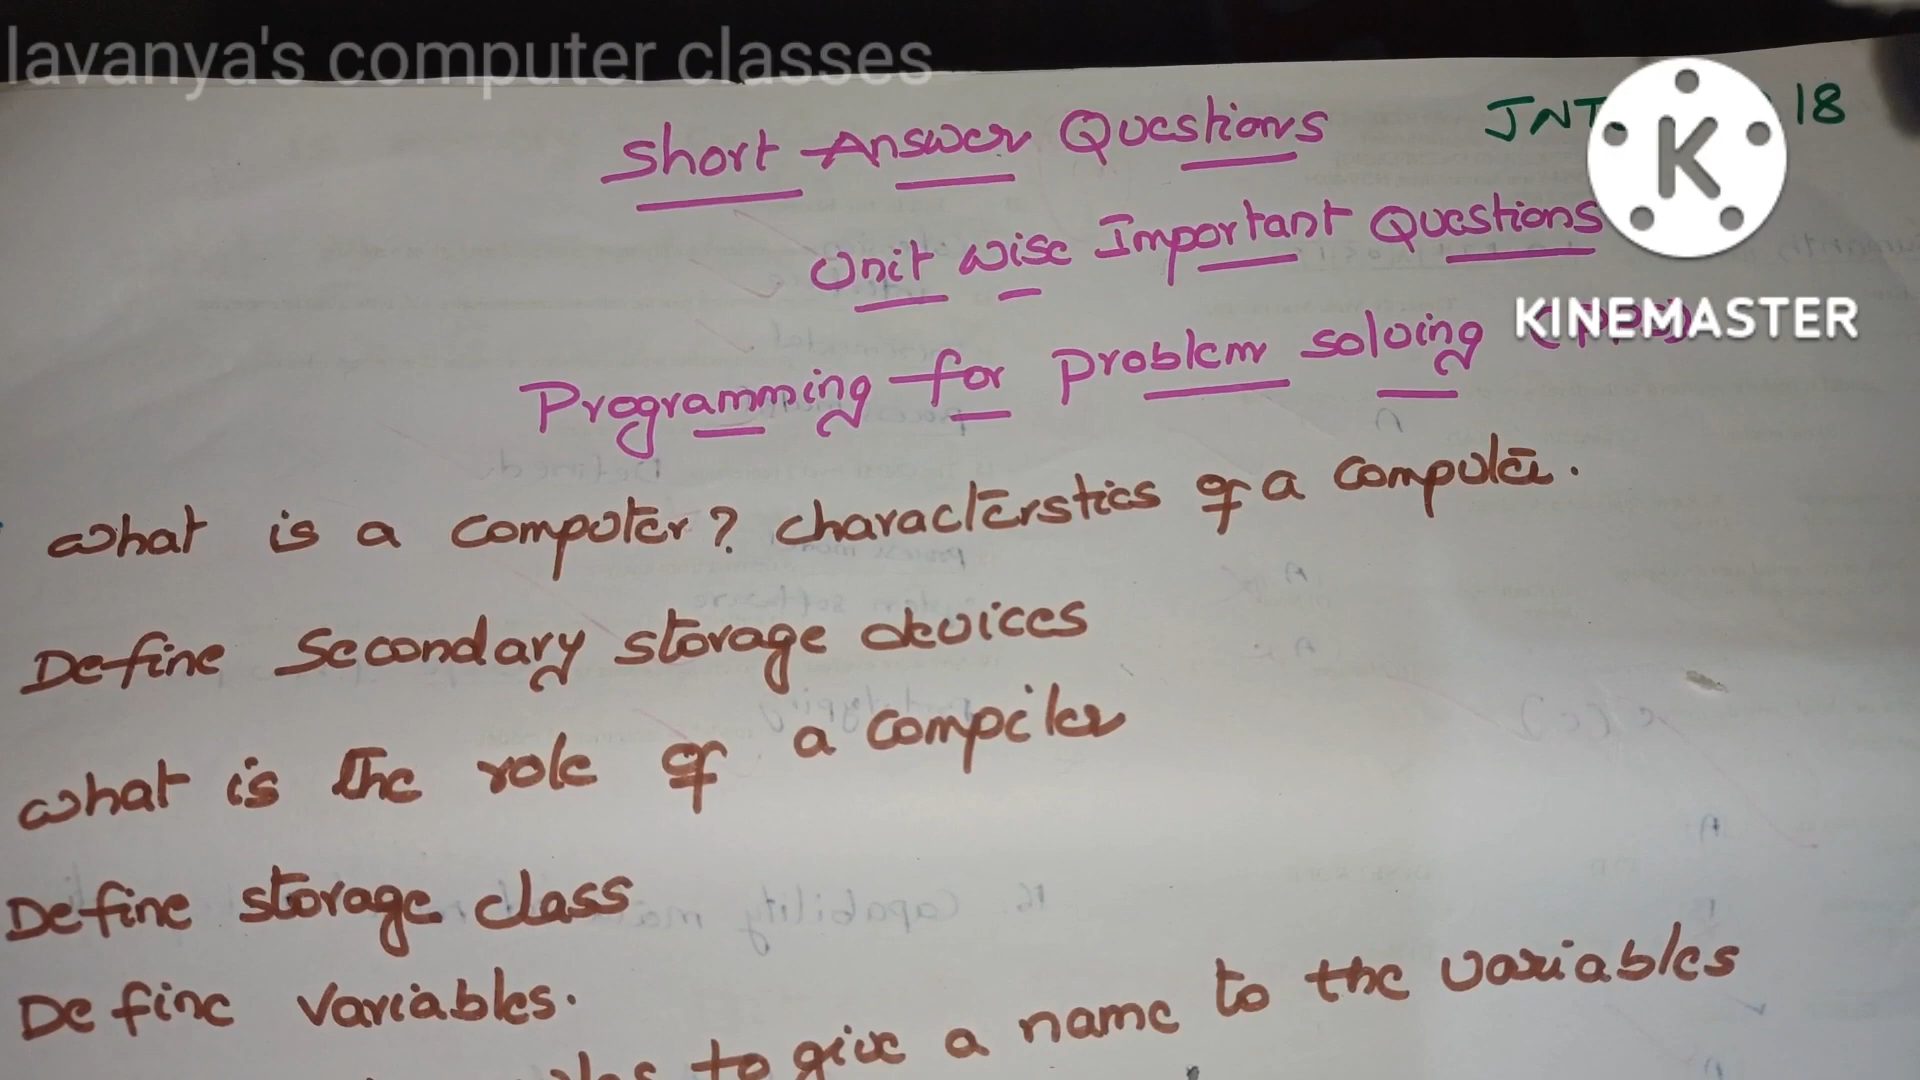 lavanya's computer classes
Short Answer Questions JNT 18
Unit wise Important Questions
KINEMASTER
Programming for Problem Solving
What is a computer? characterstics of a computer.
Define Secondary storage devices
what is the role of a compiler
Define storage class
Define Variables.
to give a name to the variables